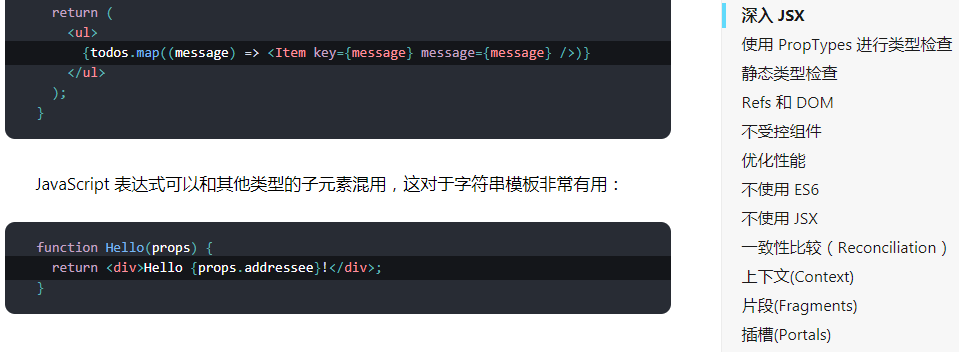 return (
<ul>
{todos.map((message) => <Item key={message} message={message} />)}
</ul>
);
}
JavaScript 表达式可以和其他类型的子元素混用，这对于字符串模板非常有用：
function Hello(props) {
return <div>Hello {props.addressee}!</div>;
}
深入 JSX
使用 PropTypes 进行类型检查
静态类型检查
Refs 和 DOM
不受控组件
优化性能
不使用 ES6
不使用 JSX
一致性比较（Reconciliation）
上下文(Context)
片段(Fragments)
插槽(Portals)